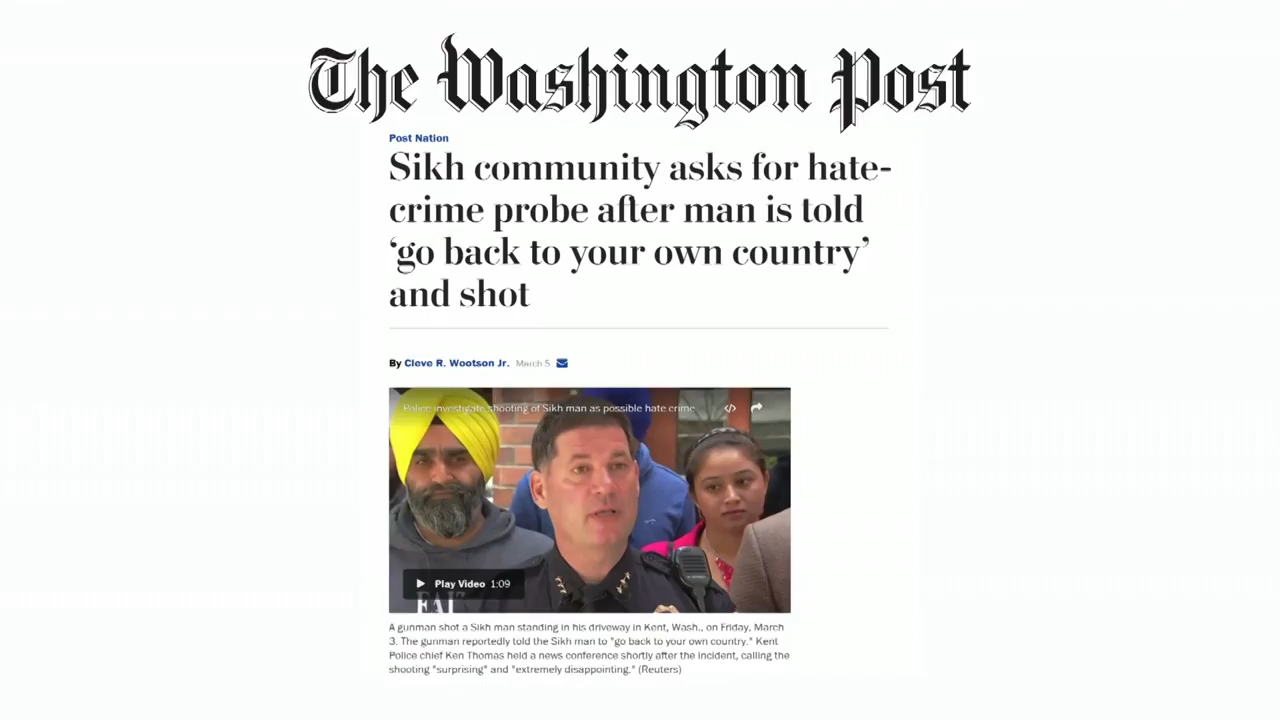 The Washington Post
Post Nation
Sikh community asks for hate-
crime probe after man is told
‘go back to your own country’
and shot
By Cleve R. Wootson Jr. March 5
Police investigate shooting of Sikh man as possible hate crime
Play Video 1:09
A gunman shot a Sikh man standing in his driveway in Kent, Wash., on Friday, March
3. The gunman reportedly told the Sikh man to "go back to your own country." Kent
Police chief Ken Thomas held a news conference shortly after the incident, calling the
shooting "surprising" and "extremely disappointing." (Reuters)